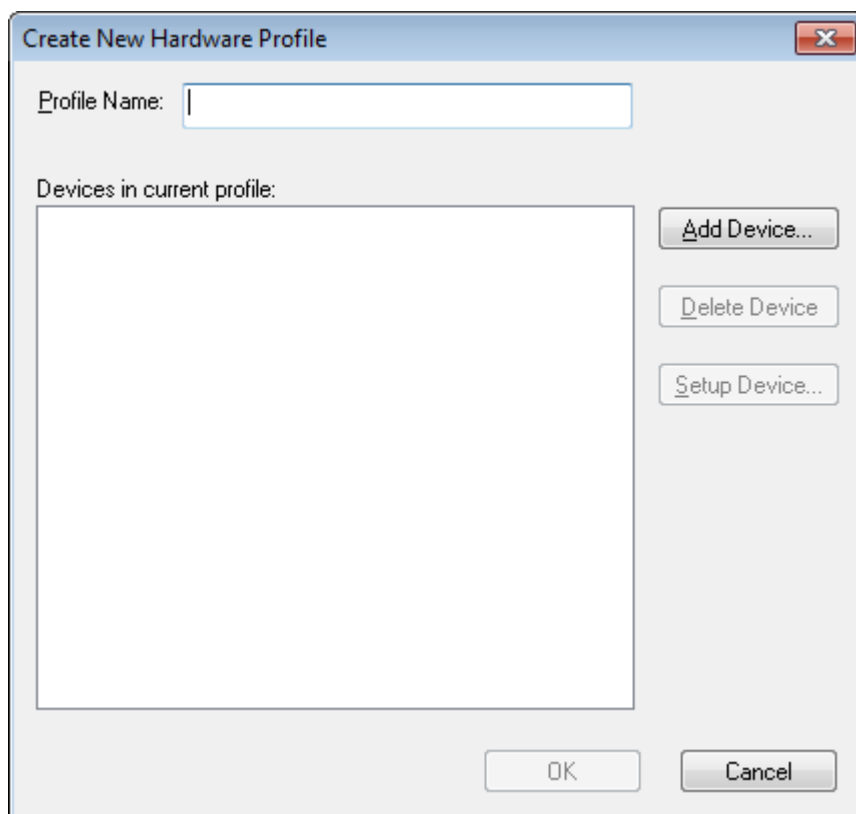 Create New Hardware Profile
Profile Name:
Devices in current profile:
Add Device...
Delete Device
Setup Device...
OK
Cancel